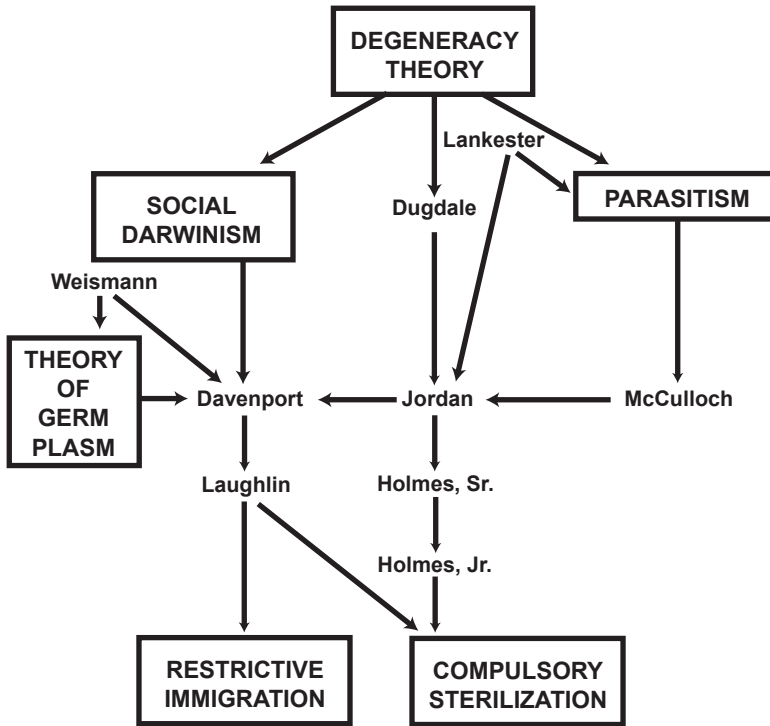 DEGENERACY
THEORY
Lankester
SOCIAL
DARWINISM
Dugdale
PARASITISM
Weismann
THEORY
OF
GERM
PLASM
Davenport
Jordan
McCulloch
Laughlin
Holmes, Sr.
Holmes, Jr.
RESTRICTIVE
IMMIGRATION
COMPULSORY
STERILIZATION